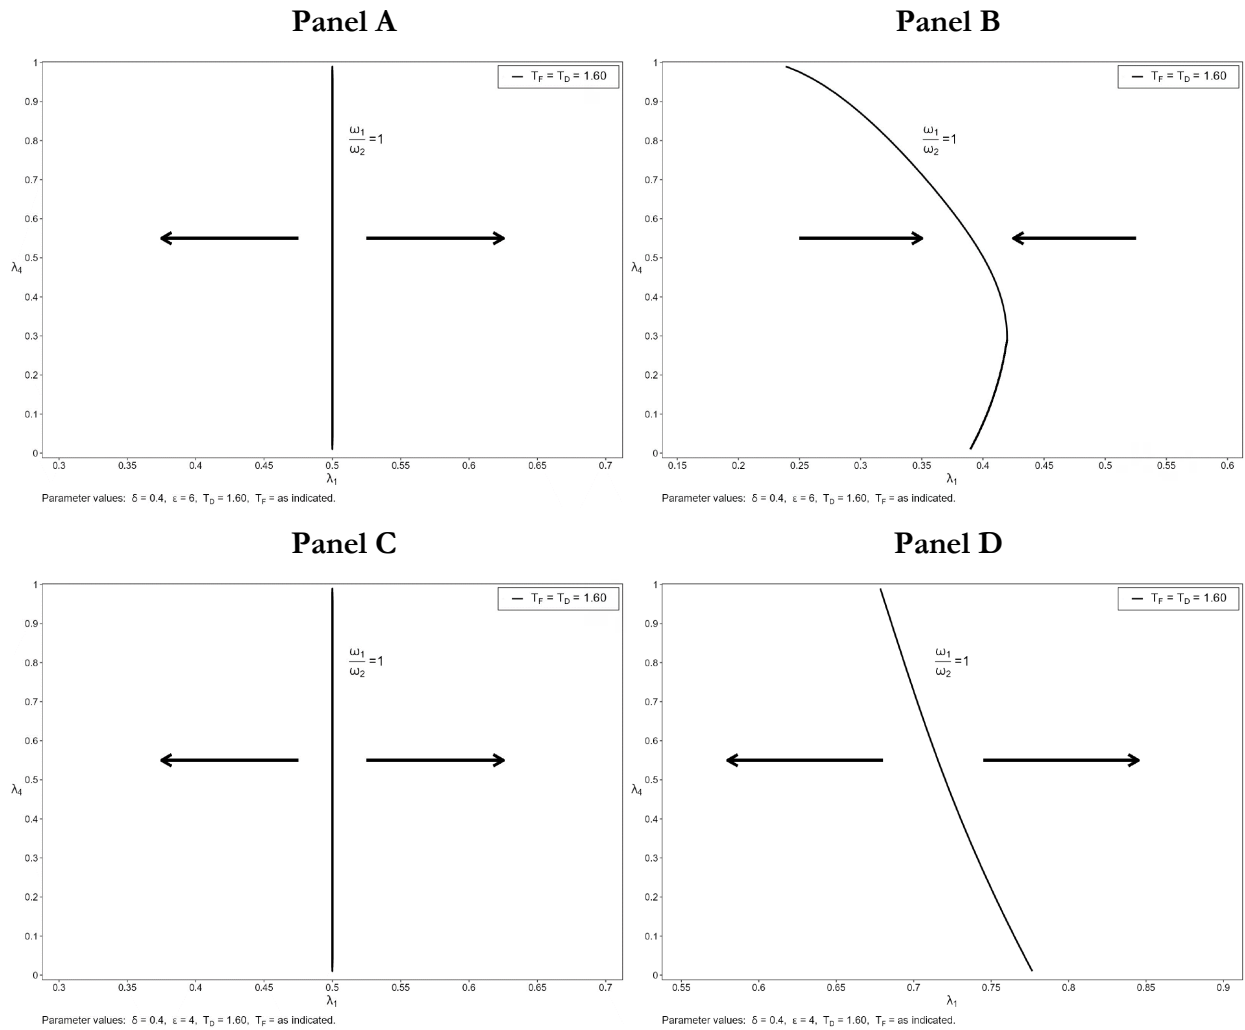 Panel A
Panel B
— T_F = T_D = 1.60
ω₁/ω₂ = 1
1
0.9
0.8
0.7
0.6
0.5
0.4
0.3
0.2
0.1
0
λ₄
0.3 0.35 0.4 0.45 0.5 0.55 0.6 0.65 0.7
λ₁
Parameter values: δ = 0.4, ε = 6, T_D = 1.60, T_F = as indicated.
— T_F = T_D = 1.60
ω₁/ω₂ = 1
1
0.9
0.8
0.7
0.6
0.5
0.4
0.3
0.2
0.1
0
λ₄
0.15 0.2 0.25 0.3 0.35 0.4 0.45 0.5 0.55 0.6
λ₁
Parameter values: δ = 0.4, ε = 6, T_D = 1.60, T_F = as indicated.
Panel C
Panel D
— T_F = T_D = 1.60
ω₁/ω₂ = 1
1
0.9
0.8
0.7
0.6
0.5
0.4
0.3
0.2
0.1
0
λ₄
0.3 0.35 0.4 0.45 0.5 0.55 0.6 0.65 0.7
λ₁
Parameter values: δ = 0.4, ε = 4, T_D = 1.60, T_F = as indicated.
— T_F = T_D = 1.60
ω₁/ω₂ = 1
1
0.9
0.8
0.7
0.6
0.5
0.4
0.3
0.2
0.1
0
λ₄
0.55 0.6 0.65 0.7 0.75 0.8 0.85 0.9
λ₁
Parameter values: δ = 0.4, ε = 4, T_D = 1.60, T_F = as indicated.